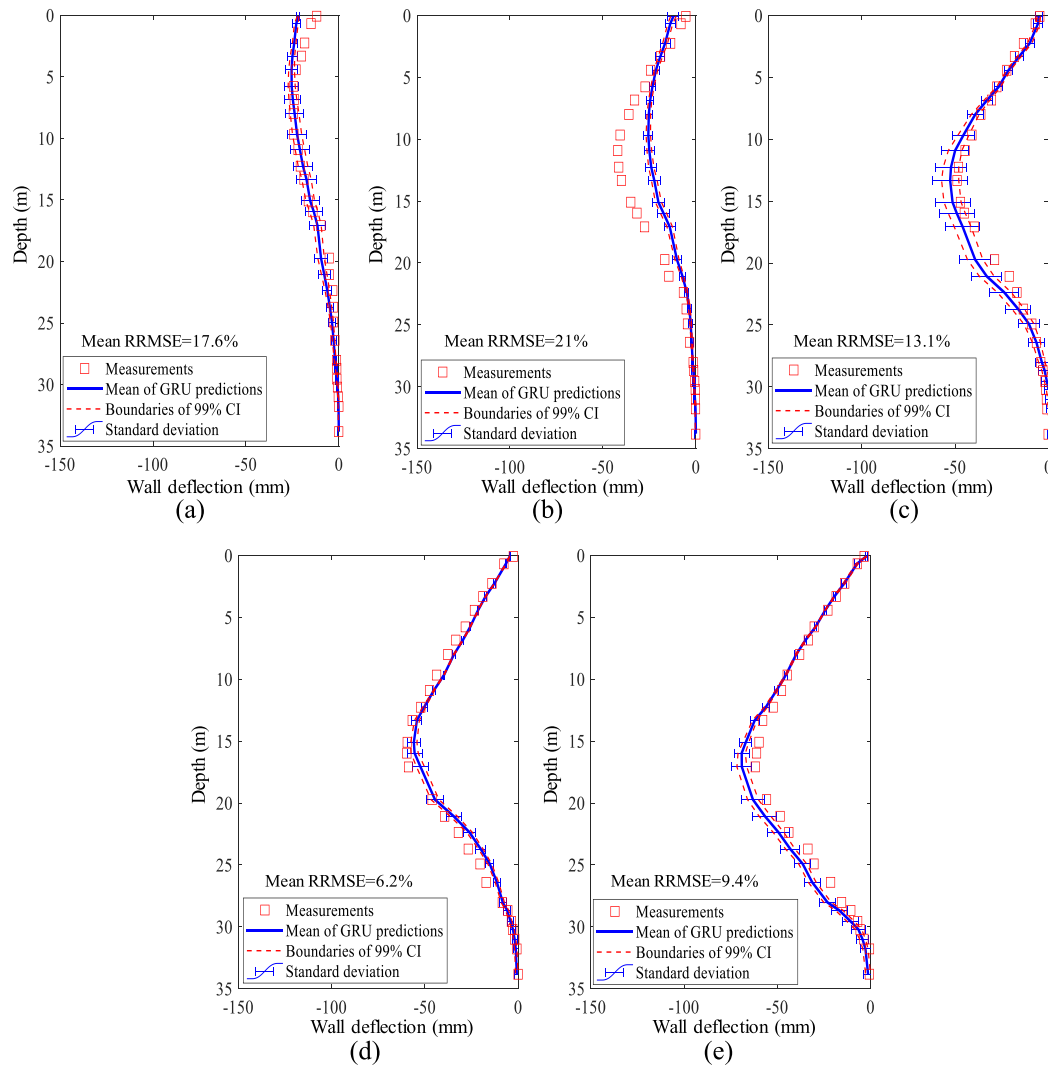 0
5
10
15
20
25
30
35
Depth (m)
Mean RRMSE=17.6%
Measurements
Mean of GRU predictions
Boundaries of 99% CI
Standard deviation
-150 -100 -50 0
Wall deflection (mm)
(a)
0
5
10
15
20
25
30
35
Depth (m)
Mean RRMSE=21%
Measurements
Mean of GRU predictions
Boundaries of 99% CI
Standard deviation
-150 -100 -50 0
Wall deflection (mm)
(b)
0
5
10
15
20
25
30
35
Depth (m)
Mean RRMSE=13.1%
Measurements
Mean of GRU predictions
Boundaries of 99% CI
Standard deviation
-150 -100 -50 0
Wall deflection (mm)
(c)
0
5
10
15
20
25
30
35
Depth (m)
Mean RRMSE=6.2%
Measurements
Mean of GRU predictions
Boundaries of 99% CI
Standard deviation
-150 -100 -50 0
Wall deflection (mm)
(d)
0
5
10
15
20
25
30
35
Depth (m)
Mean RRMSE=9.4%
Measurements
Mean of GRU predictions
Boundaries of 99% CI
Standard deviation
-150 -100 -50 0
Wall deflection (mm)
(e)